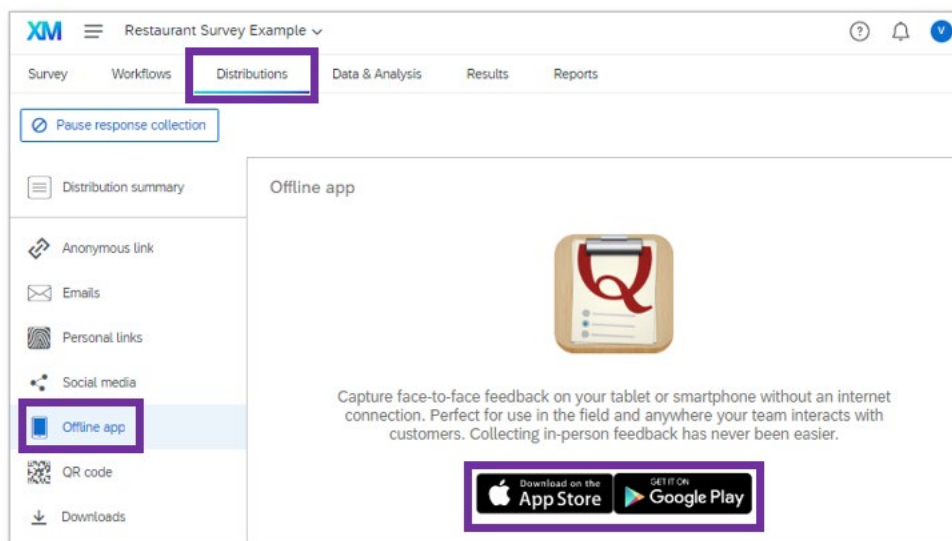 XM Restaurant Survey Example
V
Survey Workflows Distributions Data & Analysis Results Reports
Pause response collection
Distribution summary
Anonymous link
Emails
Personal links
Social media
Offline app
QR code
Downloads
Offline app
Q
Capture face-to-face feedback on your tablet or smartphone without an internet
connection. Perfect for use in the field and anywhere your team interacts with
customers. Collecting in-person feedback has never been easier.
Download on the
App Store
GET IT ON
Google Play